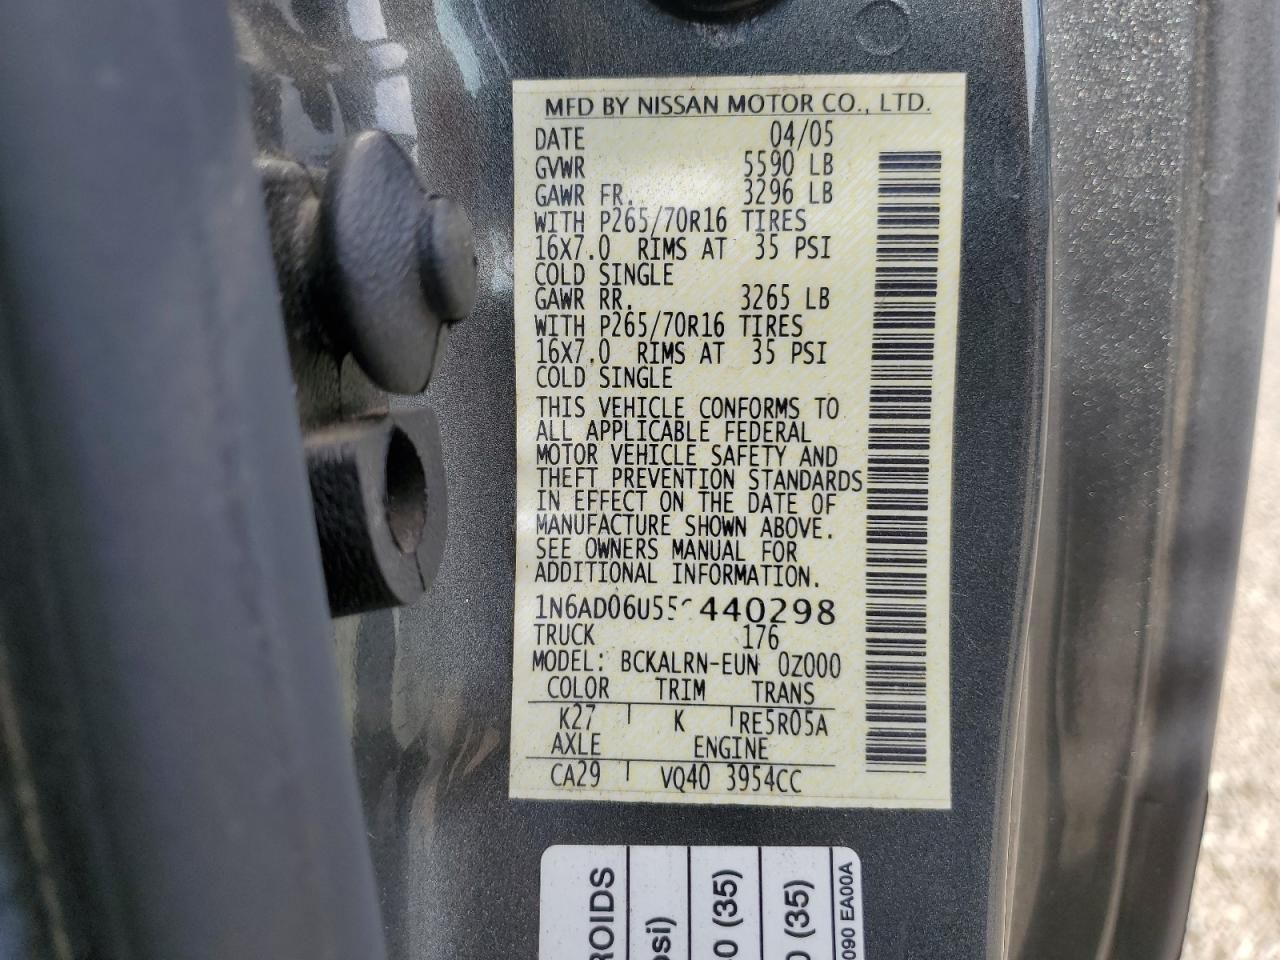 MFD BY NISSAN MOTOR CO., LTD.
DATE 04/05
GVWR 5590 LB
GAWR FR. 3296 LB
WITH P265/70R16 TIRES
16X7.0 RIMS AT 35 PSI
COLD SINGLE
GAWR RR. 3265 LB
WITH P265/70R16 TIRES
16X7.0 RIMS AT 35 PSI
COLD SINGLE
THIS VEHICLE CONFORMS TO
ALL APPLICABLE FEDERAL
MOTOR VEHICLE SAFETY AND
THEFT PREVENTION STANDARDS
IN EFFECT ON THE DATE OF
MANUFACTURE SHOWN ABOVE.
SEE OWNERS MANUAL FOR
ADDITIONAL INFORMATION.
440298
TRUCK 176
MODEL: BCKALRN-EUN 0Z000
COLOR TRIM TRANS
K27 K RE5R05A
AXLE ENGINE
CA29 VQ40 3954CC
(35)
(35)
EA00A